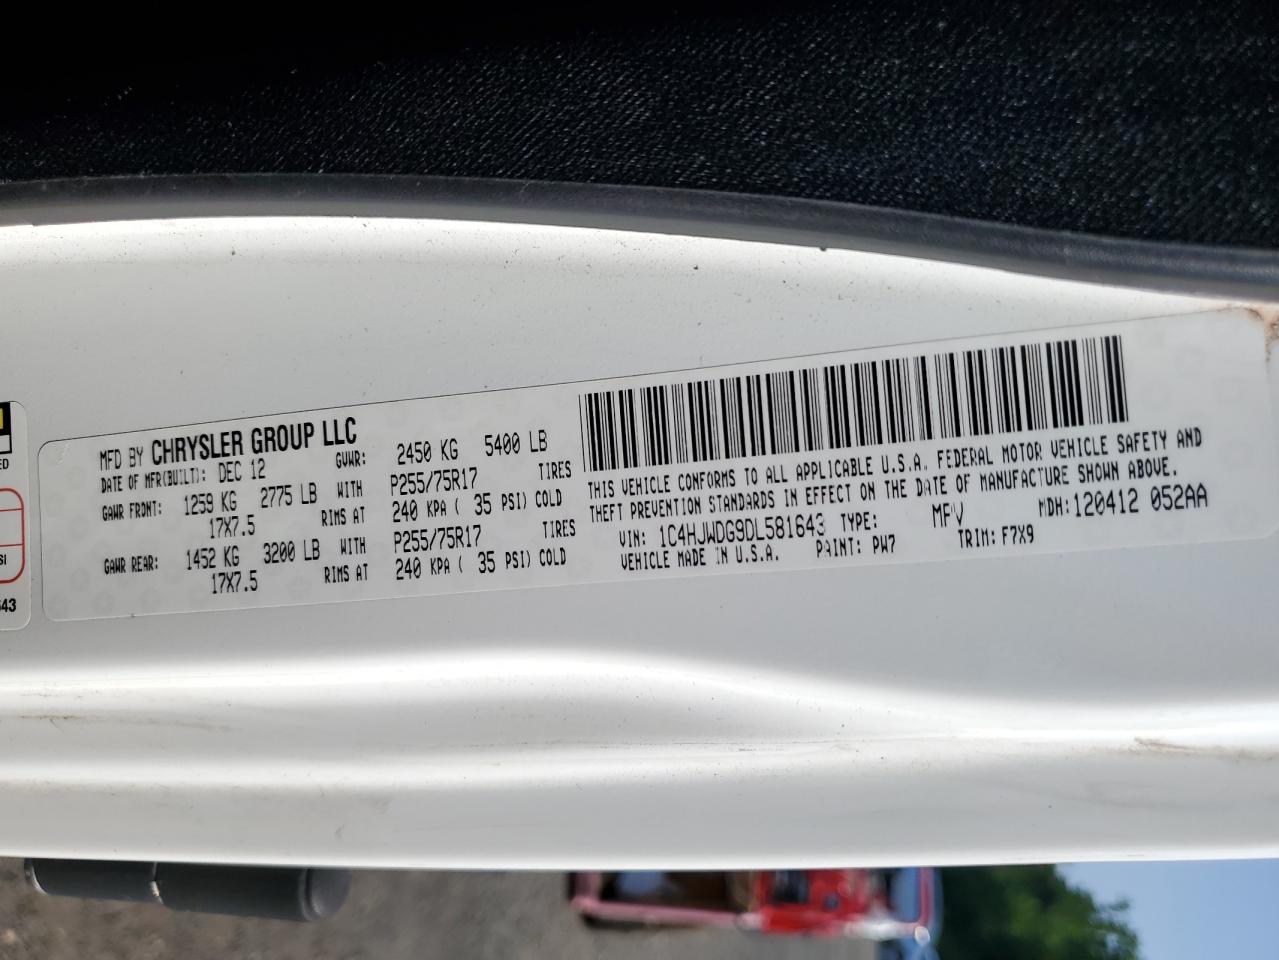 MFD BY CHRYSLER GROUP LLC
DATE OF MFR(BUILT): DEC 12 GVWR: 2450 KG 5400 LB
GAWR FRONT: 1259 KG 2775 LB WITH P255/75R17 TIRES
17X7.5 RIMS AT 240 KPA ( 35 PSI) COLD
GAWR REAR: 1452 KG 3200 LB WITH P255/75R17 TIRES
17X7.5 RIMS AT 240 KPA ( 35 PSI) COLD
THIS VEHICLE CONFORMS TO ALL APPLICABLE U.S.A. FEDERAL MOTOR VEHICLE SAFETY AND
THEFT PREVENTION STANDARDS IN EFFECT ON THE DATE OF MANUFACTURE SHOWN ABOVE.
VIN: 1C4HJWDG9DL581643 TYPE: MPV MDH: 120412 052AA
VEHICLE MADE IN U.S.A. PAINT: PW7 TRIM: F7X9